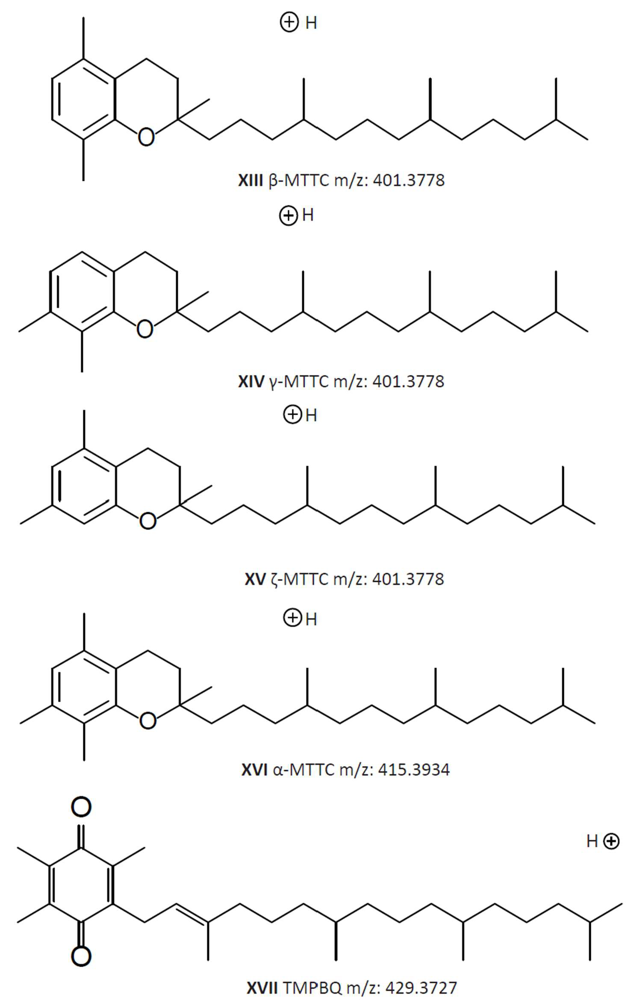 ⊕ H
O
XIII β-MTTC m/z: 401.3778
⊕ H
O
XIV γ-MTTC m/z: 401.3778
⊕ H
O
XV ζ-MTTC m/z: 401.3778
⊕ H
O
XVI α-MTTC m/z: 415.3934
O
H ⊕
O
XVII TMPBQ m/z: 429.3727